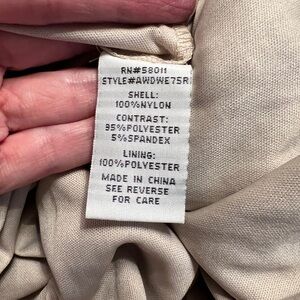 RN#58011
STYLE#AWDWE75R
SHELL:
100%NYLON
CONTRAST:
95%POLYESTER
5%SPANDEX
LINING:
100%POLYESTER
MADE IN CHINA
SEE REVERSE
FOR CARE